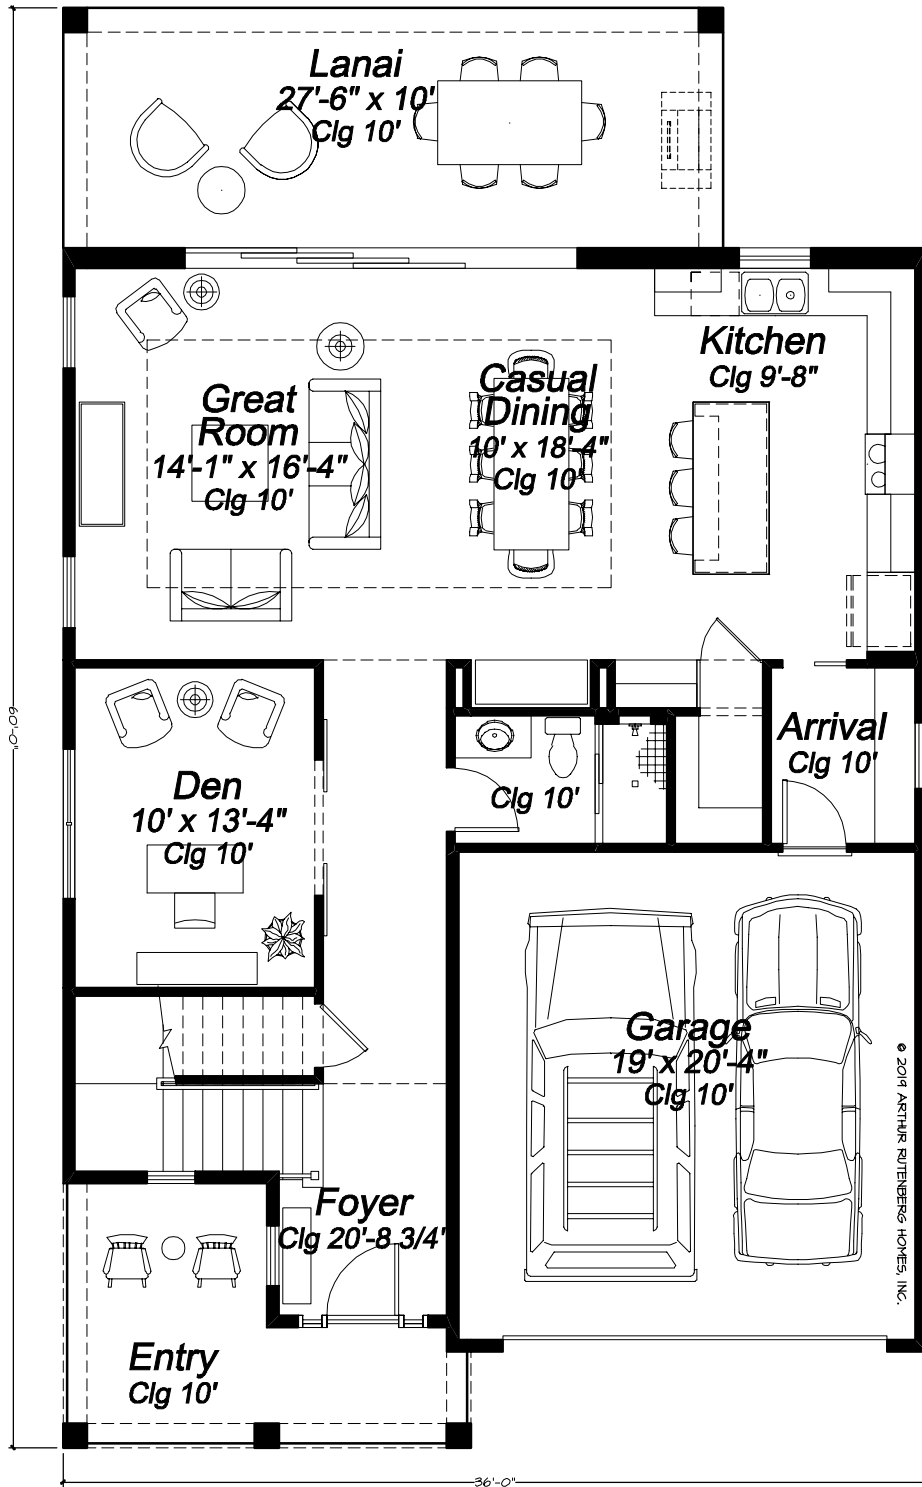 Lanai
27'-6" x 10'
Clg 10'
Kitchen
Clg 9'-8"
Great
Room
14'-1" x 16'-4"
Clg 10'
Casual
Dining
10' x 18'-4"
Clg 10'
Arrival
Clg 10'
Clg 10'
Den
10' x 13'-4"
Clg 10'
60'-0"
Garage
19' x 20'-4"
Clg 10'
© 2019 ARTHUR RUTENBERG HOMES, INC.
Foyer
Clg 20'-8 3/4"
Entry
Clg 10'
36'-0"